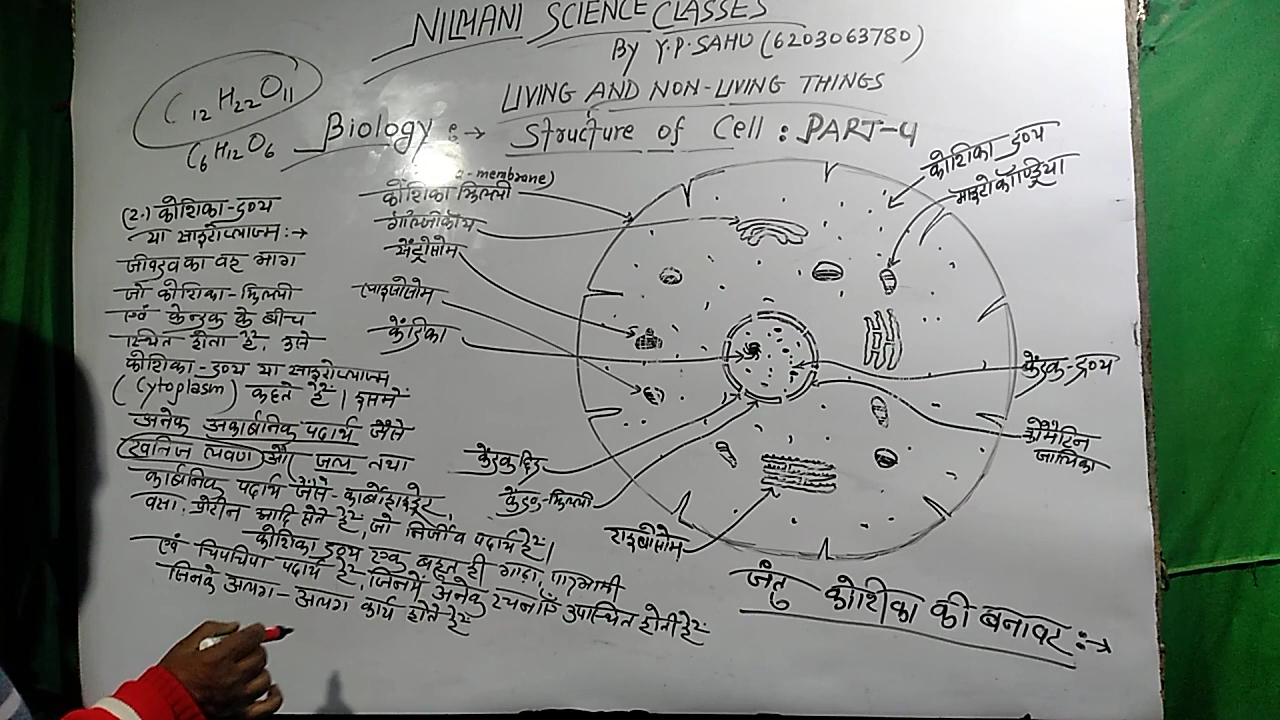 NILMANI SCIENCE CLASSES
By Y.P. SAHU (6203063780)
LIVING AND NON-LIVING THINGS
Biology :→ Structure of Cell : PART-4
C12H22O11
C6H12O6
(2.) कोशिका-द्रव्य
या साइटोप्लाज्म :→
जीवद्रव का वह भाग
जो कोशिका-झिल्ली
एवं केन्द्रक के बीच
स्थित होता है, उसे
कोशिका-द्रव्य या साइटोप्लाज्म
(Cytoplasm) कहते हैं। इसमें
अनेक अकार्बनिक पदार्थ जैसे
खनिज लवण और जल तथा
कार्बनिक पदार्थ जैसे-कार्बोहाइड्रेट,
वसा, प्रोटीन आदि होते हैं, जो निर्जीव पदार्थ हैं।
कोशिका द्रव्य एक बहुत ही गाढ़ा, पारभासी
एवं चिपचिपा पदार्थ है, जिनमें अनेक रचनाएँ उपस्थित होती हैं
जिनके अलग-अलग कार्य होते हैं
-membrane)
कोशिका झिल्ली
गॉल्जीकाय
सेंट्रोसोम
लाइसोसोम
केंद्रिका
केंद्रक छिद्र
केंद्रक-झिल्ली
राइबोसोम
कोशिका द्रव्य
माइटोकॉण्ड्रिया
केंद्रक-द्रव्य
क्रोमैटिन
जालिका
जंतु कोशिका की बनावट :→